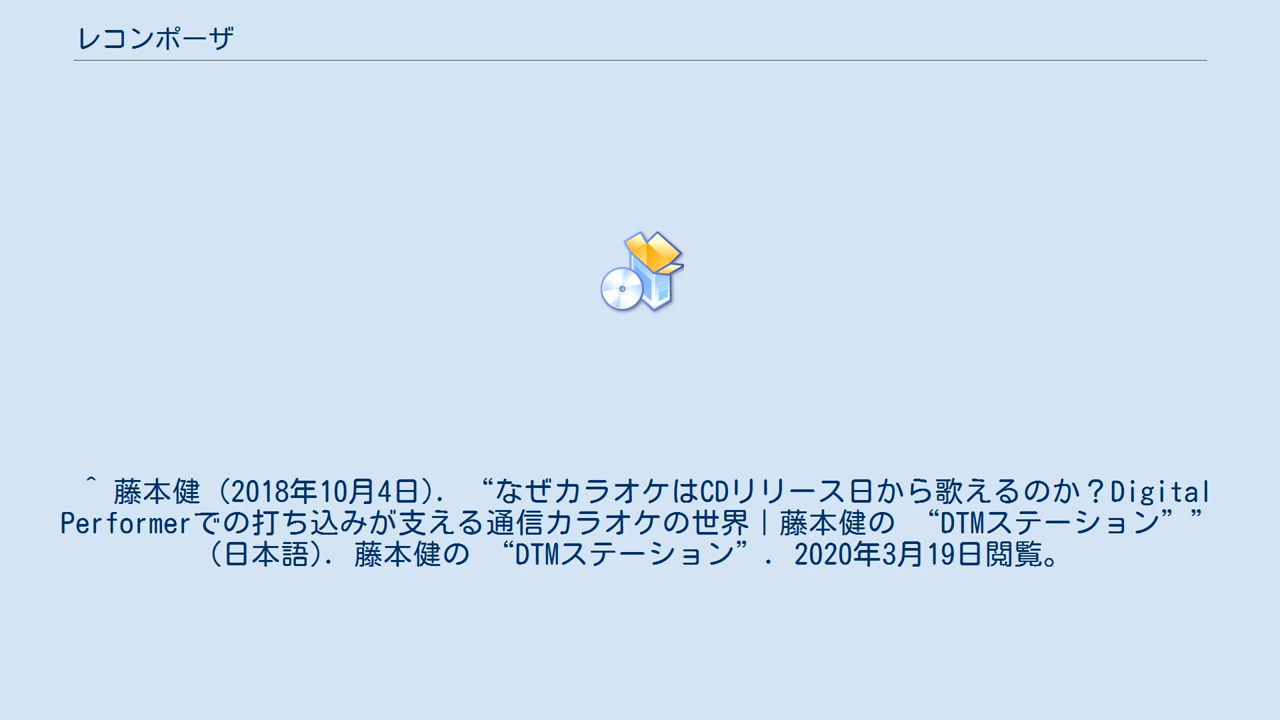 レコンポーザ
^ 藤本健 (2018年10月4日). “なぜカラオケはCDリリース日から歌えるのか？Digital
Performerでの打ち込みが支える通信カラオケの世界 | 藤本健の “DTMステーション””
(日本語). 藤本健の “DTMステーション”. 2020年3月19日閲覧。